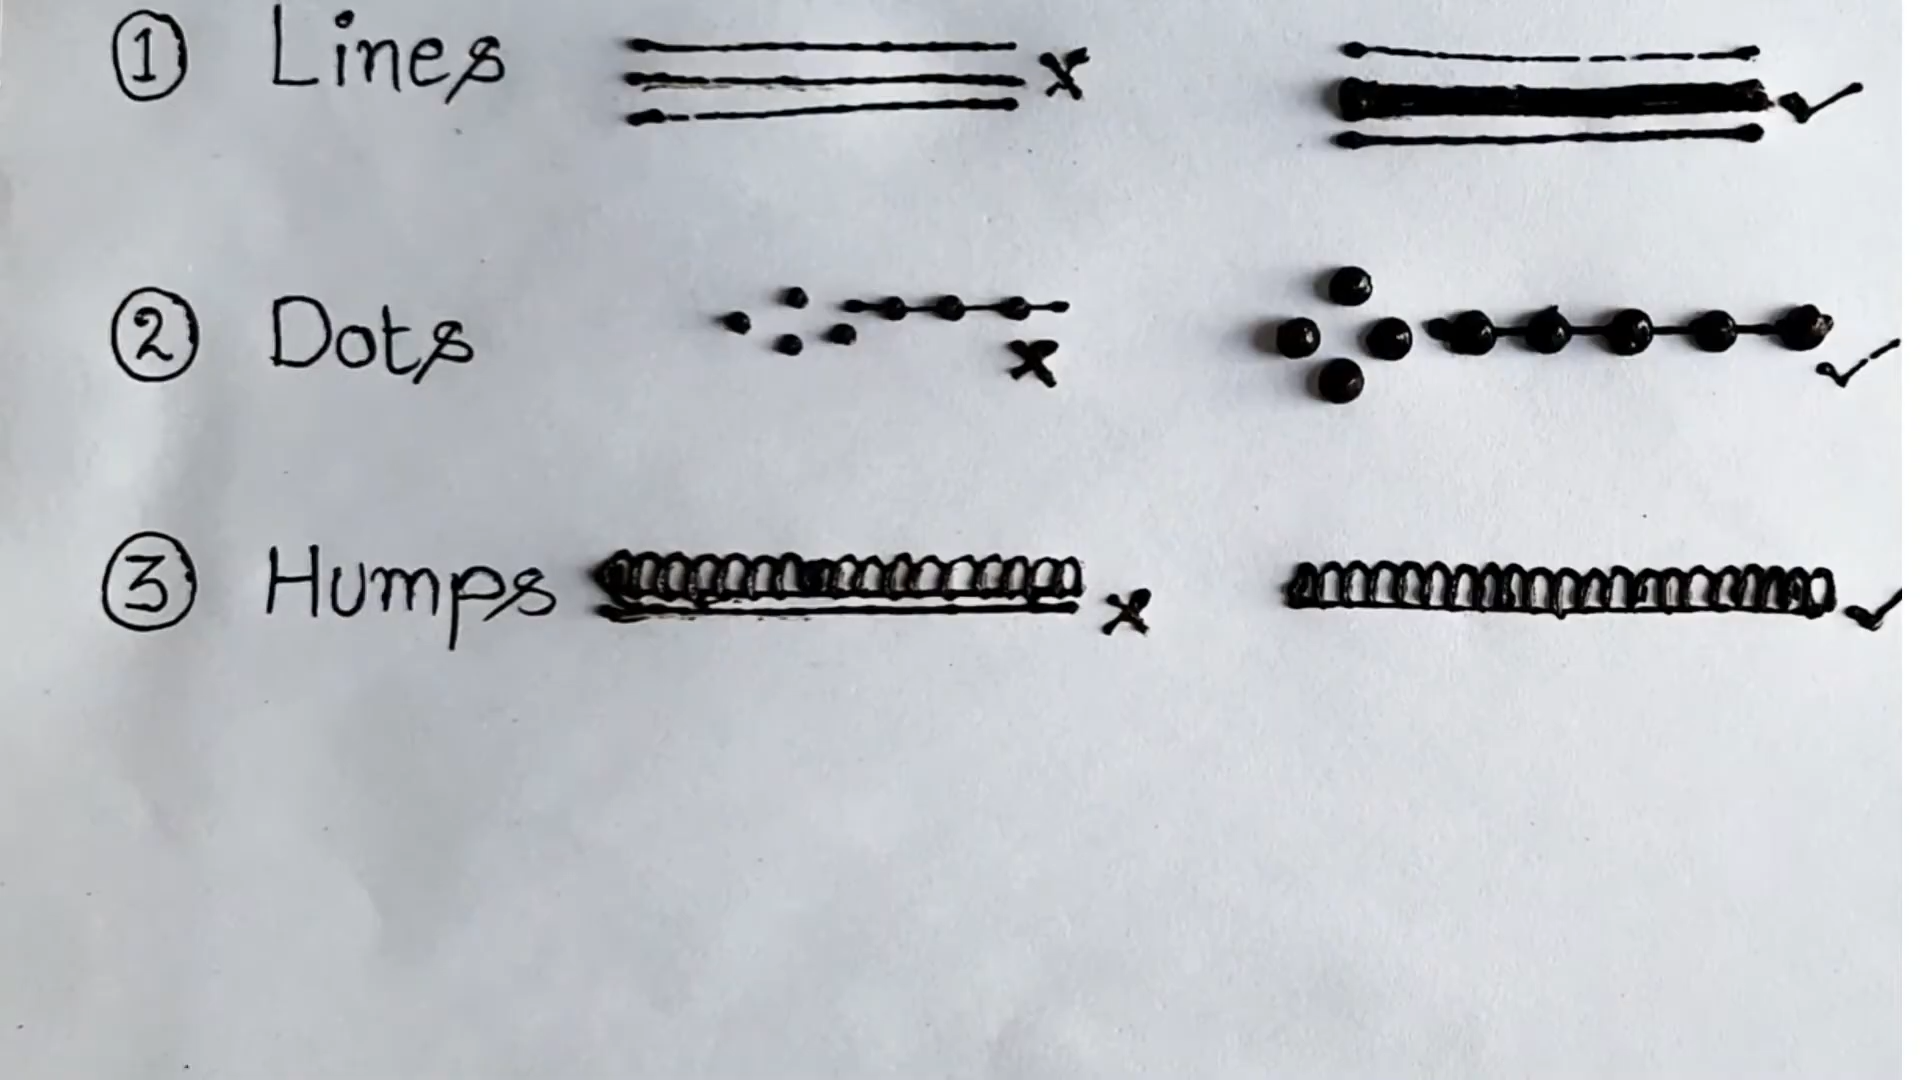 ① Lines
② Dots
③ Humps